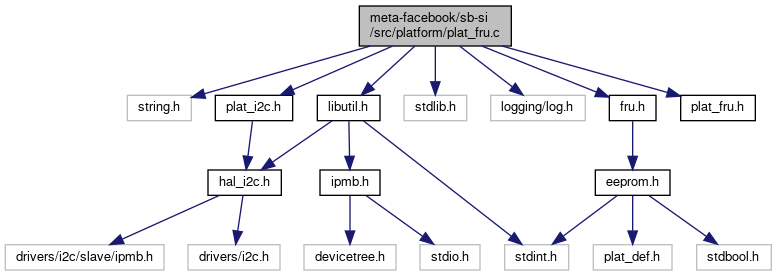 meta-facebook/sb-si
/src/platform/plat_fru.c
string.h
plat_i2c.h
libutil.h
stdlib.h
logging/log.h
fru.h
plat_fru.h
hal_i2c.h
ipmb.h
eeprom.h
drivers/i2c/slave/ipmb.h
drivers/i2c.h
devicetree.h
stdio.h
stdint.h
plat_def.h
stdbool.h